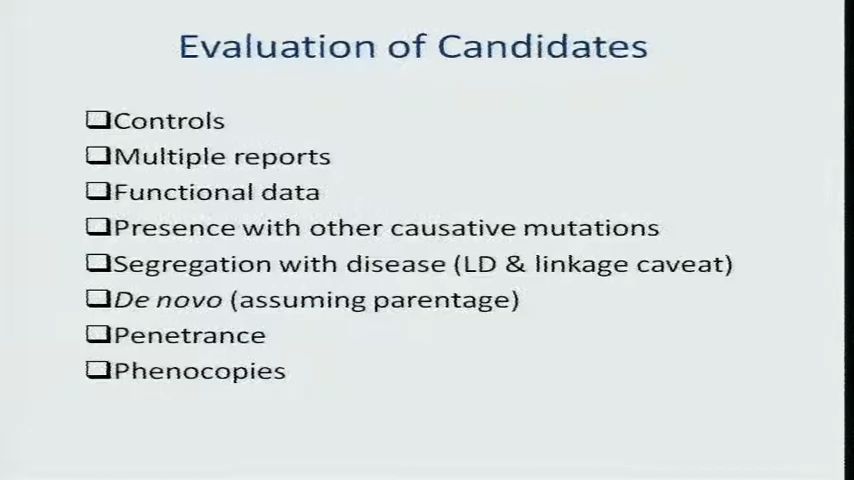 Evaluation of Candidates
Controls
Multiple reports
Functional data
Presence with other causative mutations
Segregation with disease (LD & linkage caveat)
De novo (assuming parentage)
Penetrance
Phenocopies